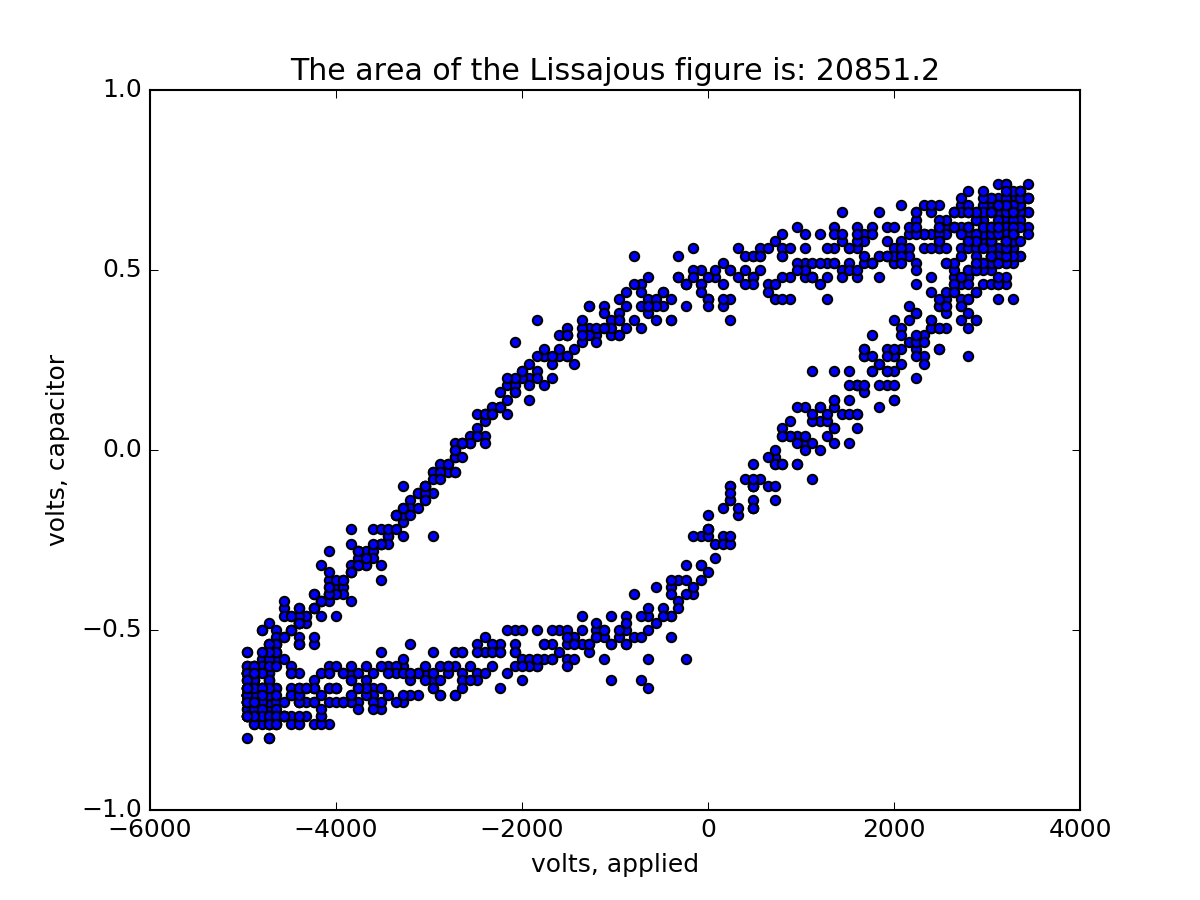 The area of the Lissajous figure is: 20851.2
1.0
0.5
0.0
−0.5
−1.0
volts, capacitor
−6000 −4000 −2000 0 2000 4000
volts, applied